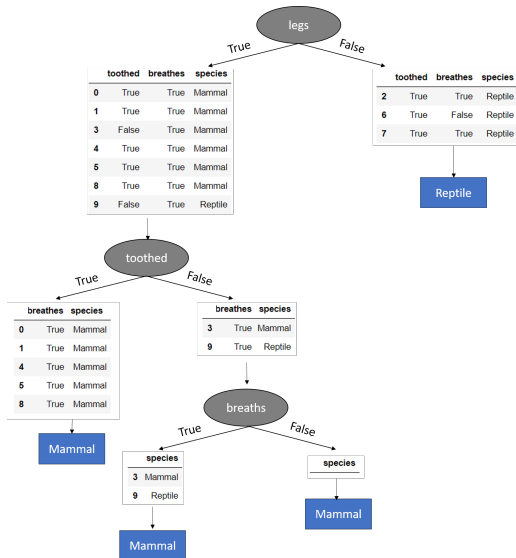 legs
True False
toothed breathes species
0 True True Mammal
1 True True Mammal
3 False True Mammal
4 True True Mammal
5 True True Mammal
8 True True Mammal
9 False True Reptile
toothed breathes species
2 True True Reptile
6 True False Reptile
7 True True Reptile
Reptile
toothed
True False
breathes species
0 True Mammal
1 True Mammal
4 True Mammal
5 True Mammal
8 True Mammal
breathes species
3 True Mammal
9 True Reptile
Mammal
breaths
True False
species
3 Mammal
9 Reptile
species
Mammal
Mammal